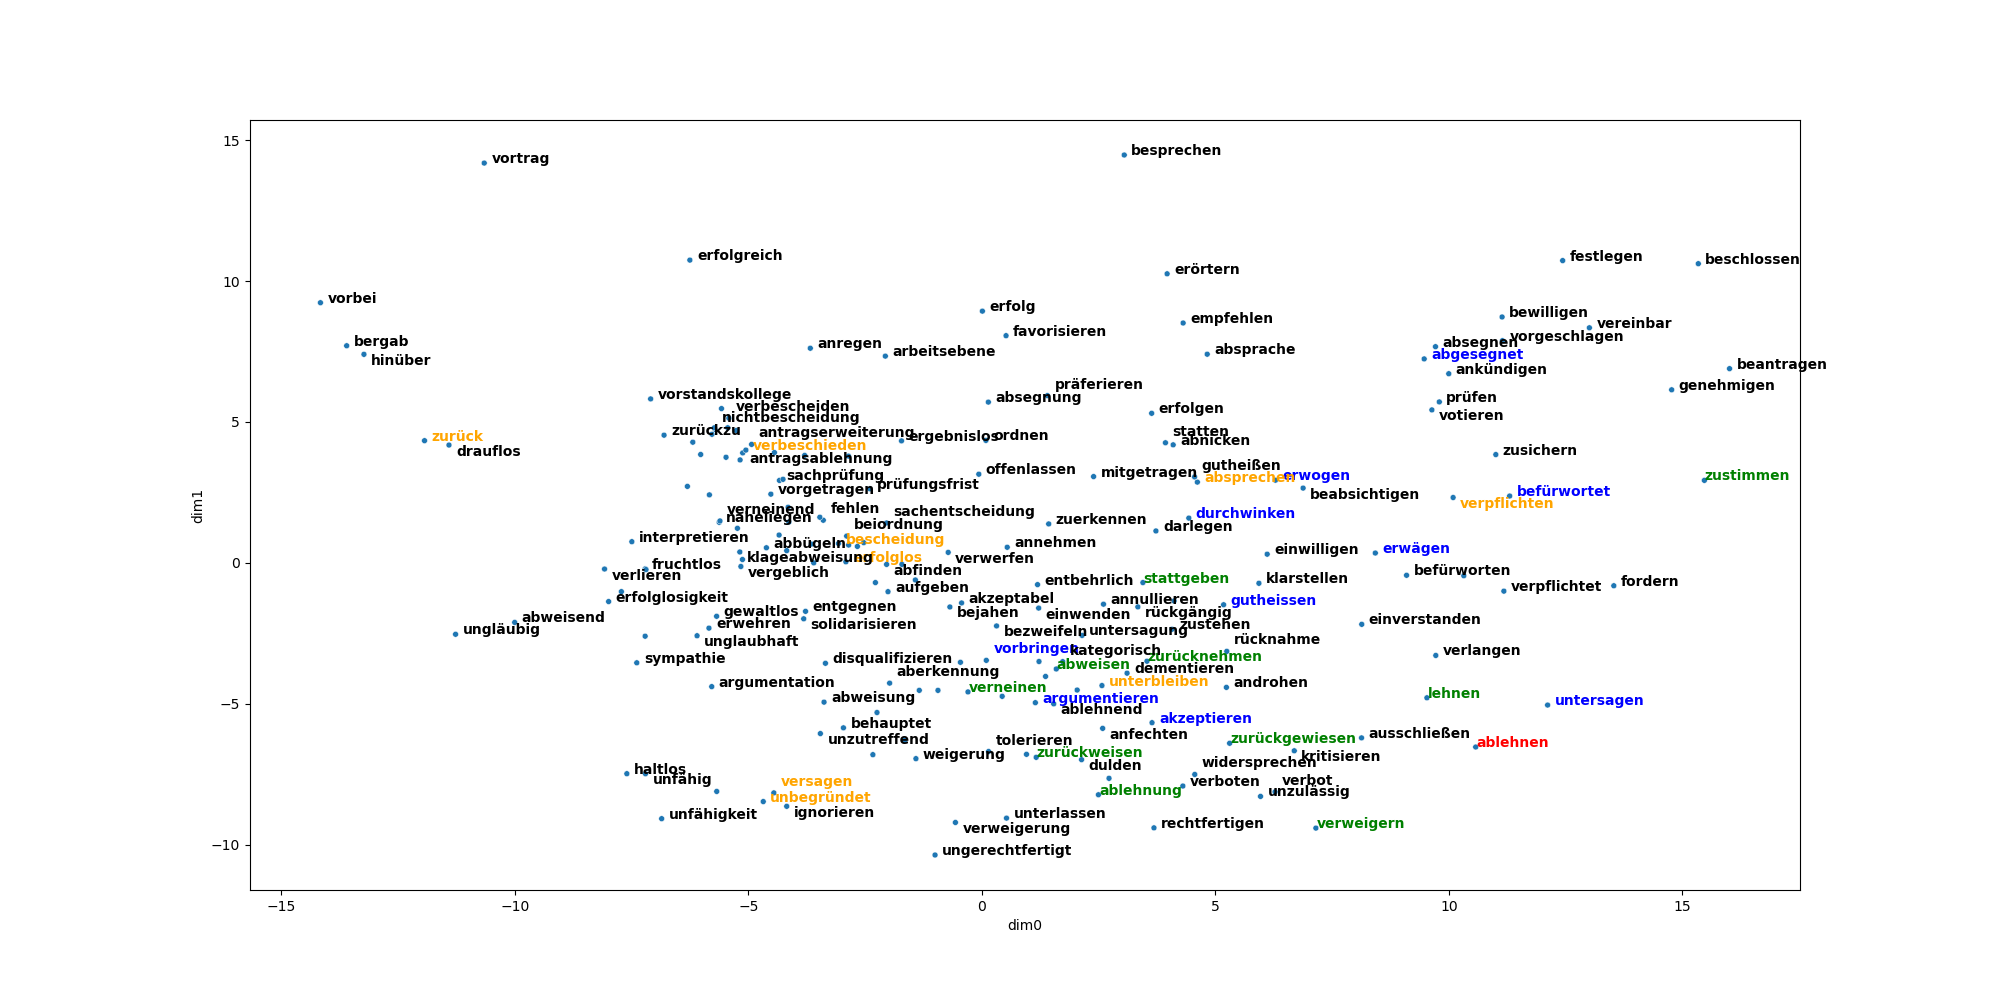 15
vortrag
besprechen
erfolgreich
festlegen
beschlossen
erörtern
10
vorbei
erfolg
bewilligen
empfehlen
vereinbar
favorisieren
vorgeschlagen
bergab
anregen
absegnen
hinüber
arbeitsebene
absprache
abgesegnet
ankündigen
beantragen
präferieren
genehmigen
vorstandskollege
absegnung
prüfen
verbescheiden
erfolgen
votieren
5
nichtbescheidung
zurück
zurückzu
antragserweiterung
ergebnislos
ordnen
statten
abnicken
verbeschieden
drauflos
zusichern
antragsablehnung
offenlassen
mitgetragen
gutheißen
sachprüfung
absprechen
erwogen
zustimmen
vorgetragen
prüfungsfrist
beabsichtigen
befürwortet
verpflichten
dim1
verneinend
fehlen
sachentscheidung
durchwinken
naheliegen
beiordnung
zuerkennen
darlegen
interpretieren
abbügeln
bescheidung
annehmen
einwilligen
erwägen
0
fruchtlos
klageabweisung
erfolglos
verwerfen
verlieren
vergeblich
abfinden
entbehrlich
stattgeben
klarstellen
befürworten
fordern
aufgeben
verpflichtet
erfolglosigkeit
akzeptabel
annullieren
gutheissen
abweisend
gewaltlos
entgegnen
bejahen
einwenden
rückgängig
ungläubig
erwehren
solidarisieren
bezweifeln
untersagung
zustehen
einverstanden
unglaubhaft
vorbringen
kategorisch
rücknahme
sympathie
disqualifizieren
abweisen
zurücknehmen
verlangen
aberkennung
dementieren
argumentation
verneinen
unterbleiben
androhen
lehnen
−5
abweisung
argumentieren
untersagen
ablehnend
behauptet
akzeptieren
unzutreffend
tolerieren
anfechten
zurückgewiesen
ausschließen
ablehnen
weigerung
zurückweisen
kritisieren
haltlos
dulden
widersprechen
unfähig
versagen
verboten
verbot
unbegründet
ablehnung
unzulässig
unfähigkeit
ignorieren
unterlassen
verweigerung
rechtfertigen
verweigern
−10
ungerechtfertigt
−15 −10 −5 0 5 10 15
dim0